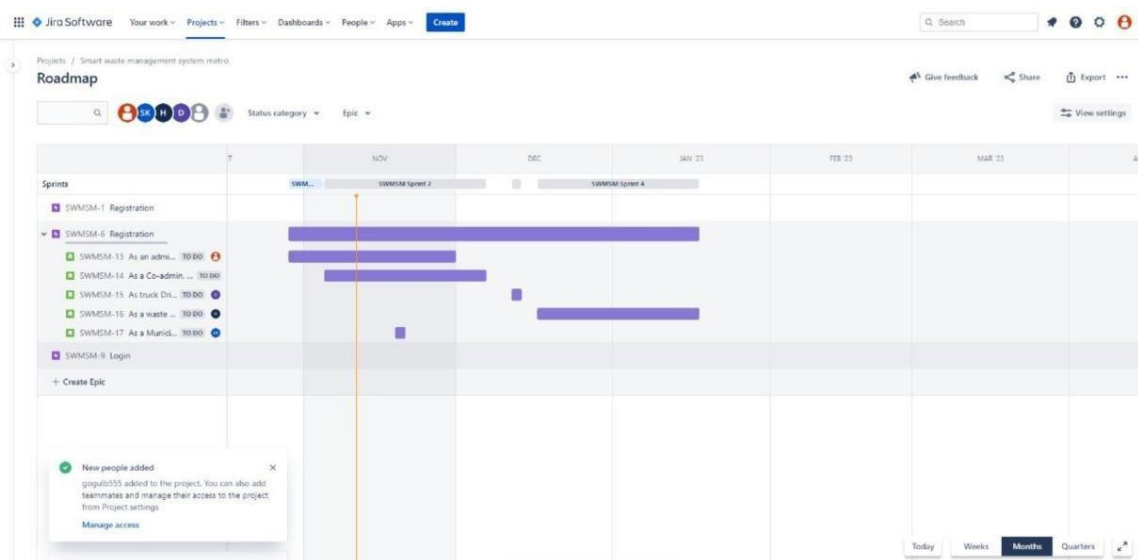 Jira Software Your work Projects Filters Dashboards People Apps Create Search
Projects / Smart waste management system metro
Roadmap
Give feedback Share Export
SK H D Status category Epic View settings
T NOV DEC JAN '23 FEB '23 MAR '23 A
Sprints SWM... SWMSM Sprint 2 SWMSM Sprint 4
SWMSM-1 Registration
SWMSM-6 Registration
SWMSM-13 As an admi... TO DO
SWMSM-14 As a Co-admin, ... TO DO
SWMSM-15 As truck Dri... TO DO
SWMSM-16 As a waste ... TO DO
SWMSM-17 As a Munici... TO DO
SWMSM-9 Login
+ Create Epic
New people added
gogulb555 added to the project. You can also add
teammates and manage their access to the project
from Project settings
Manage access
Today Weeks Months Quarters